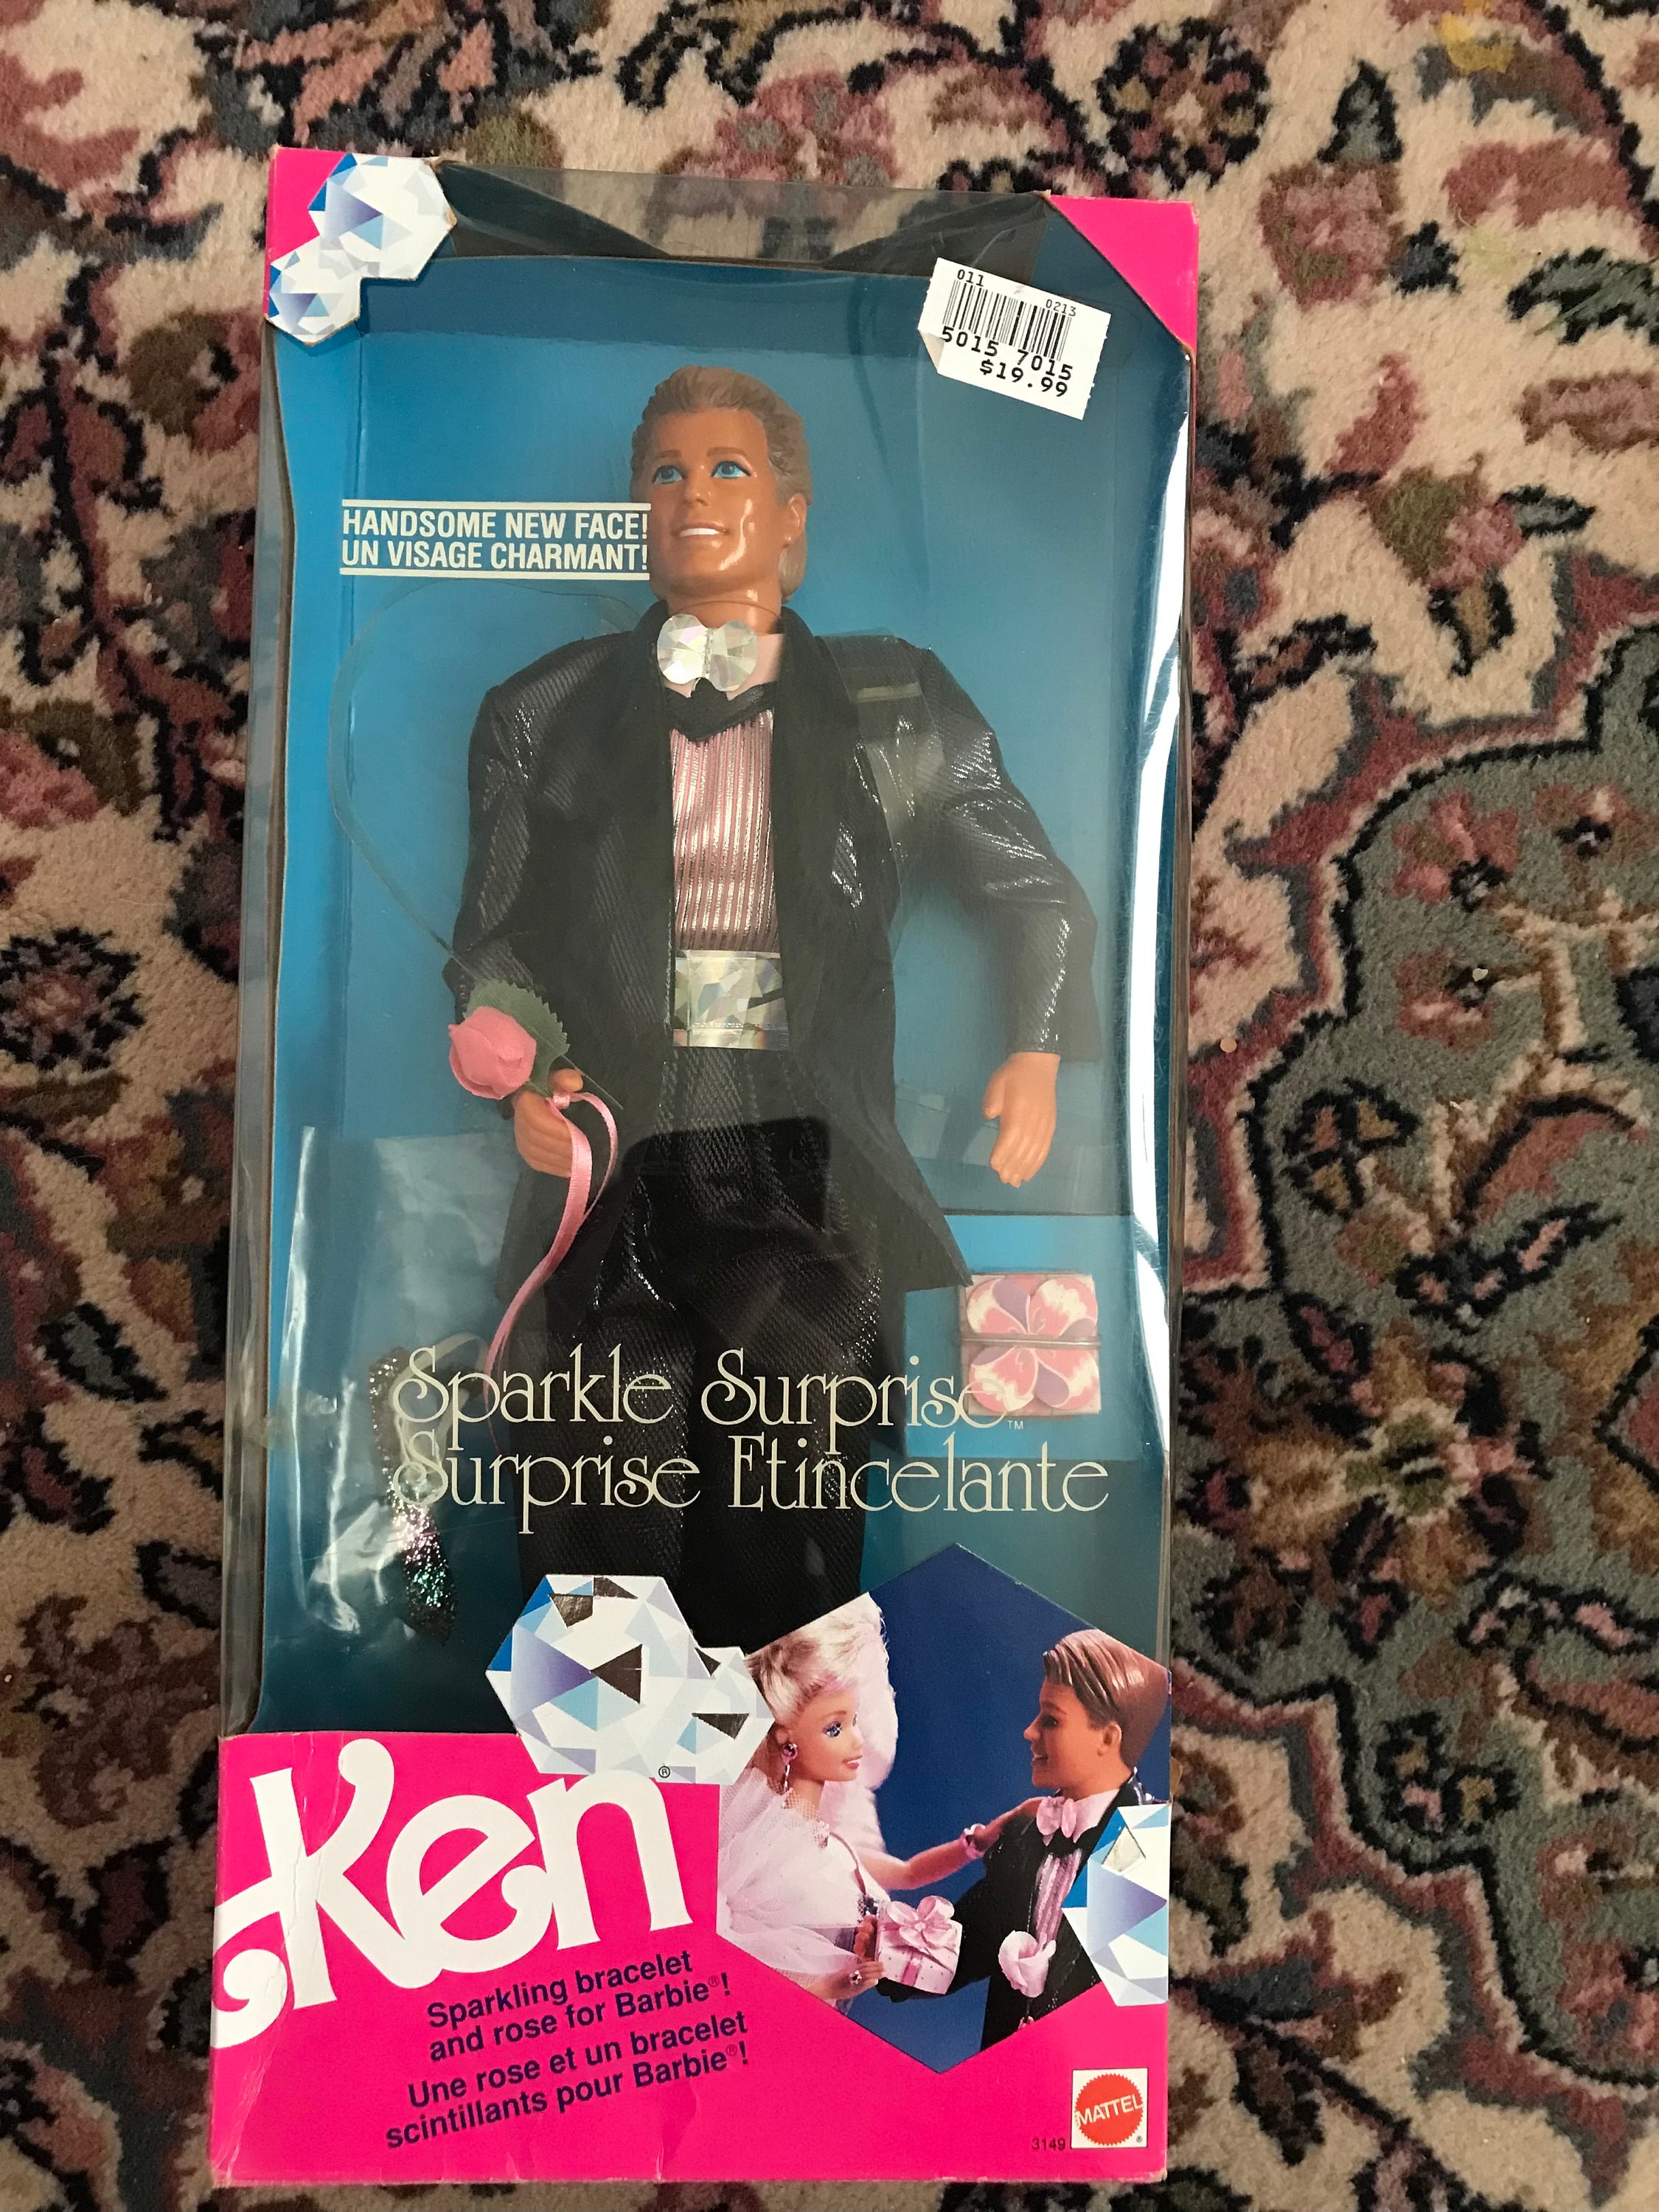 011
0213
5015 7015
$19.99
HANDSOME NEW FACE!
UN VISAGE CHARMANT!
Sparkle Surprise™
Surprise Etincelante
Ken®
Sparkling bracelet
and rose for Barbie®!
Une rose et un bracelet
scintillants pour Barbie®!
MATTEL®
3149